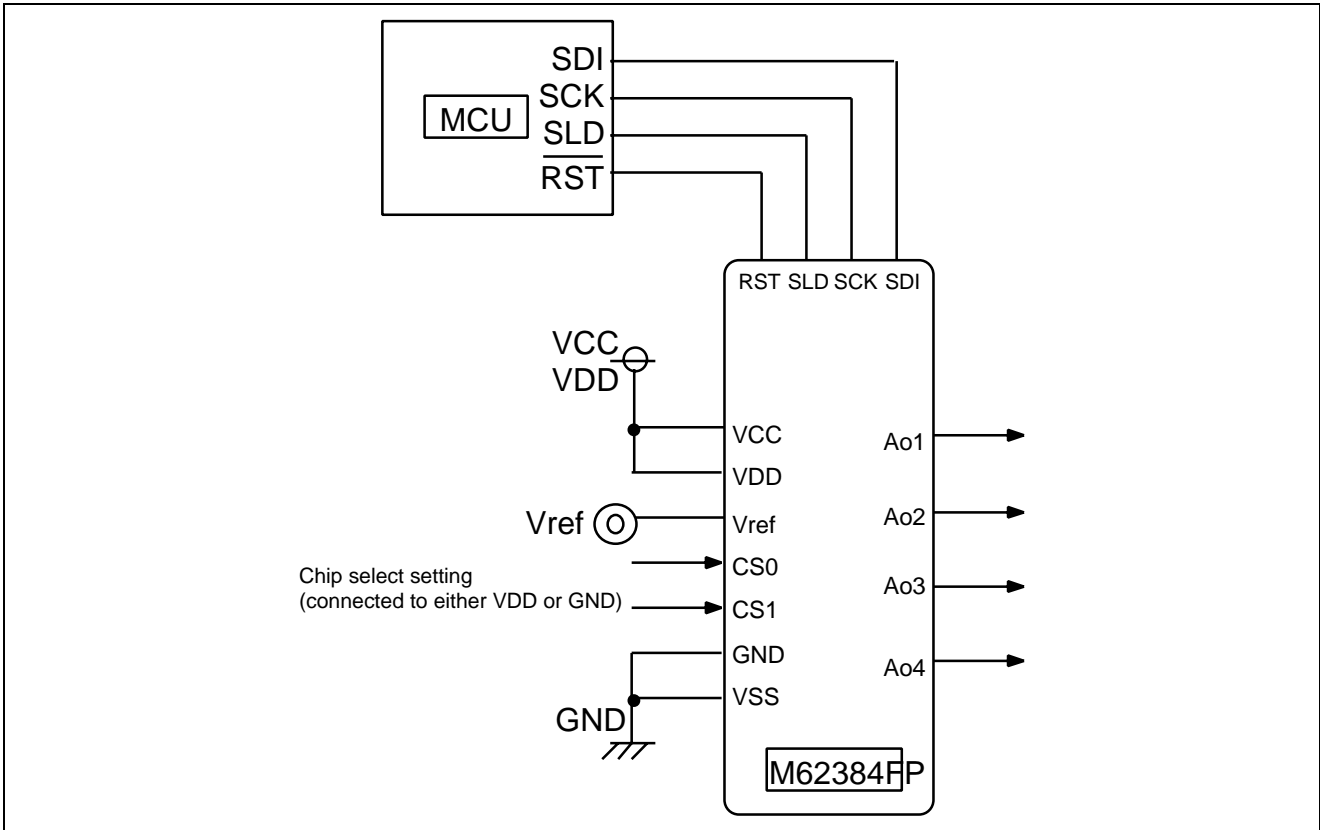 SDI
SCK
MCU
SLD
RST
RST SLD SCK SDI
VCC
VDD
VCC
Ao1
VDD
Vref
Vref
Ao2
CS0
Chip select setting
(connected to either VDD or GND)
CS1
Ao3
GND
Ao4
VSS
GND
M62384FP